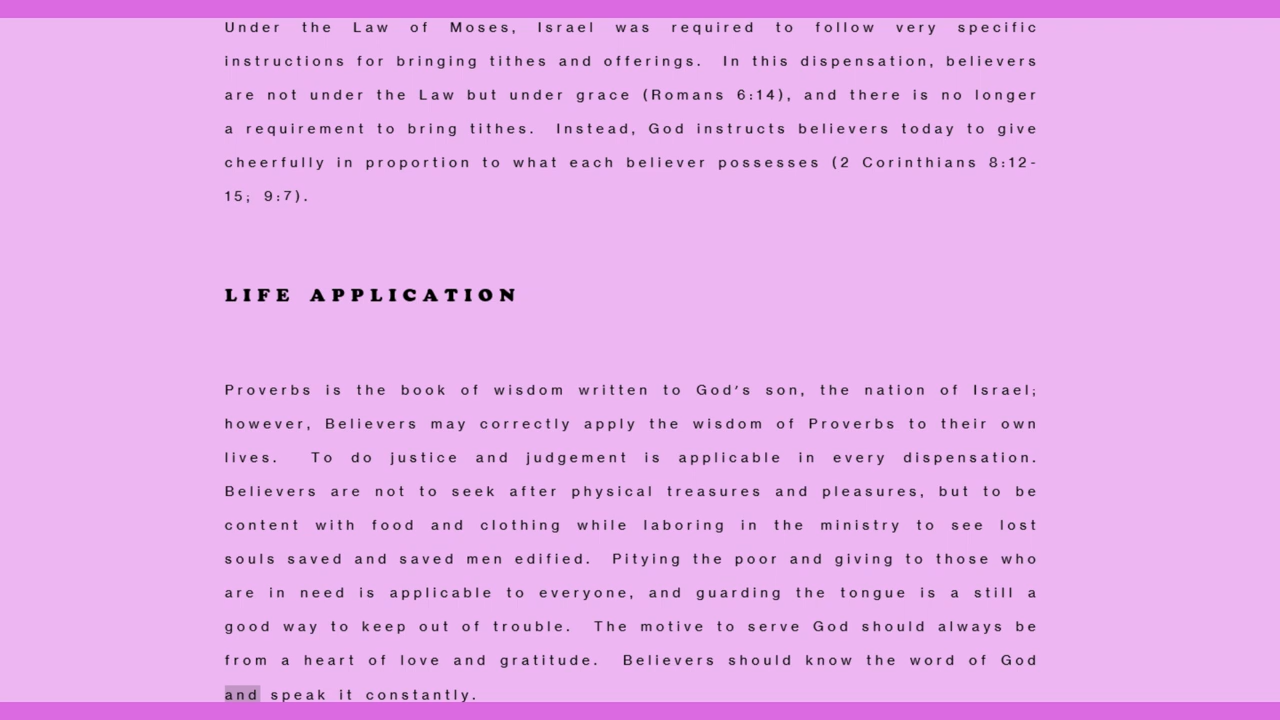 Under the Law of Moses, Israel was required to follow very specific
instructions for bringing tithes and offerings.  In this dispensation, believers
are not under the Law but under grace (Romans 6:14), and there is no longer
a requirement to bring tithes.  Instead, God instructs believers today to give
cheerfully in proportion to what each believer possesses (2 Corinthians 8:12-
15; 9:7).
LIFE APPLICATION
Proverbs is the book of wisdom written to God's son, the nation of Israel;
however, Believers may correctly apply the wisdom of Proverbs to their own
lives.  To do justice and judgement is applicable in every dispensation.
Believers are not to seek after physical treasures and pleasures, but to be
content with food and clothing while laboring in the ministry to see lost
souls saved and saved men edified.  Pitying the poor and giving to those who
are in need is applicable to everyone, and guarding the tongue is a still a
good way to keep out of trouble.  The motive to serve God should always be
from a heart of love and gratitude.  Believers should know the word of God
and speak it constantly.